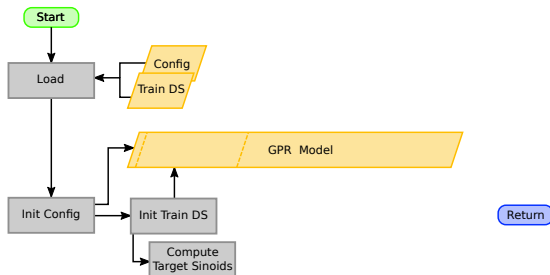 Start
Config
Load
Train DS
GPR Model
Init Config
Init Train DS
Return
Compute
Target Sinoids